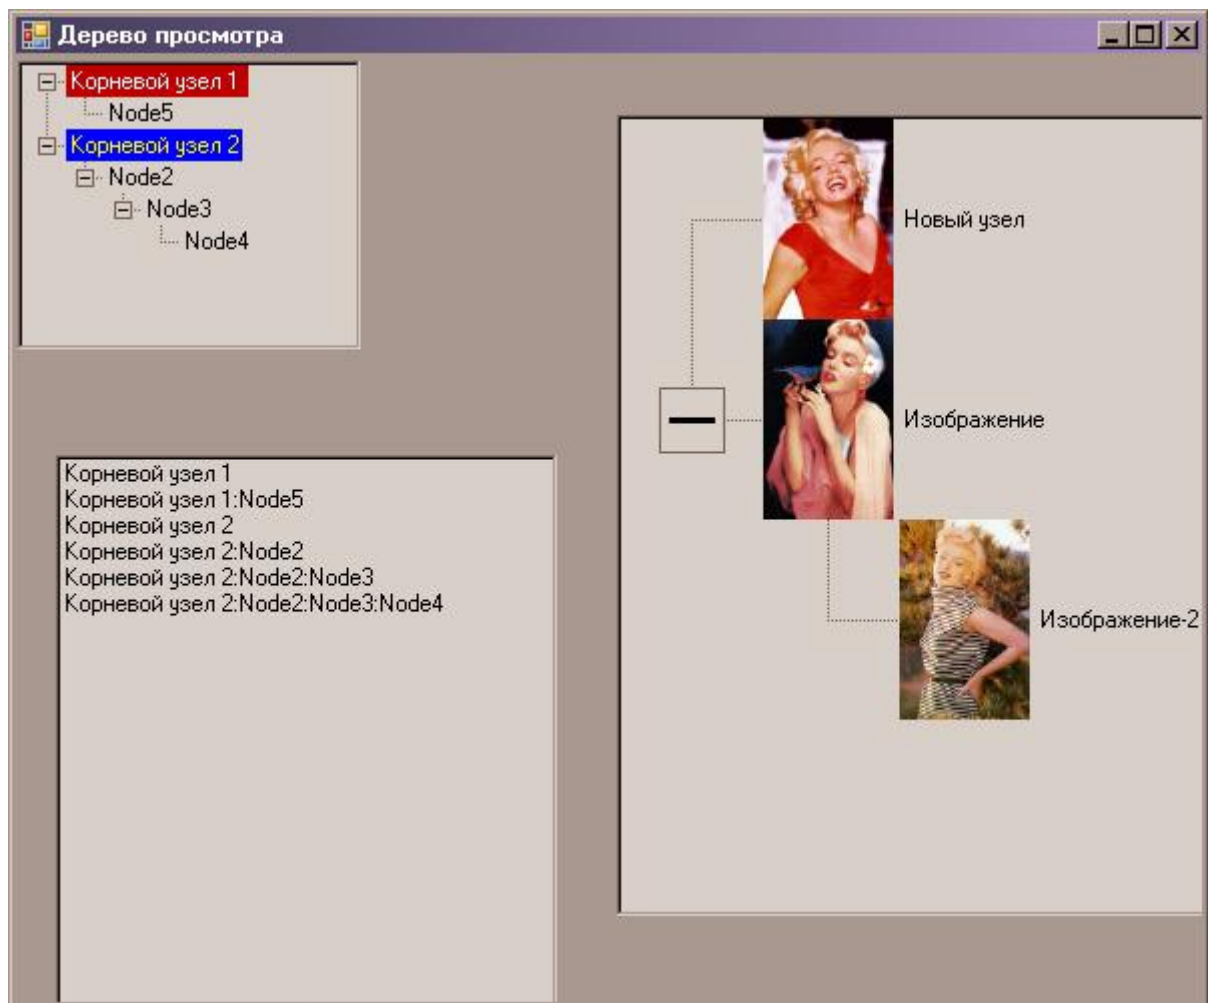 Дерево просмотра
Корневой узел 1
Node5
Корневой узел 2
Node2
Node3
Node4
Новый узел
Изображение
Изображение-2
Корневой узел 1
Корневой узел 1:Node5
Корневой узел 2
Корневой узел 2:Node2
Корневой узел 2:Node2:Node3
Корневой узел 2:Node2:Node3:Node4